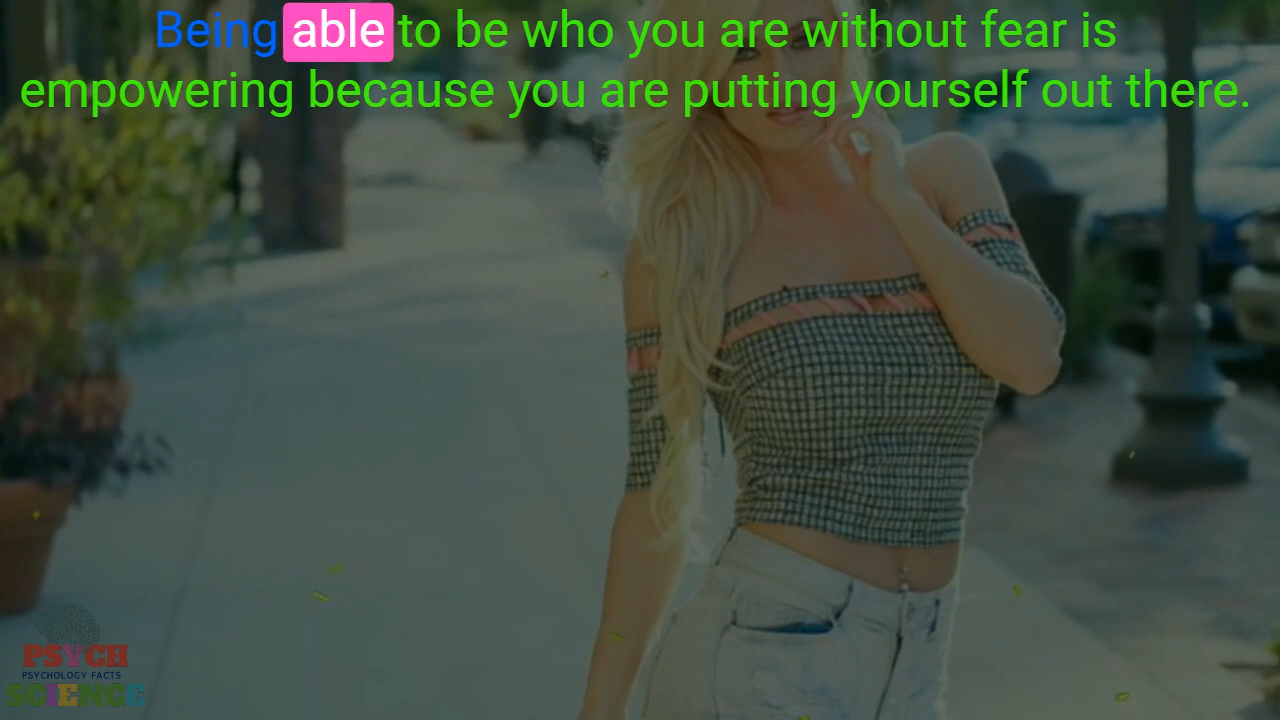 Being able to be who you are without fear is
empowering because you are putting yourself out there.
PSYCH
PSYCHOLOGY FACTS
SCIENCE